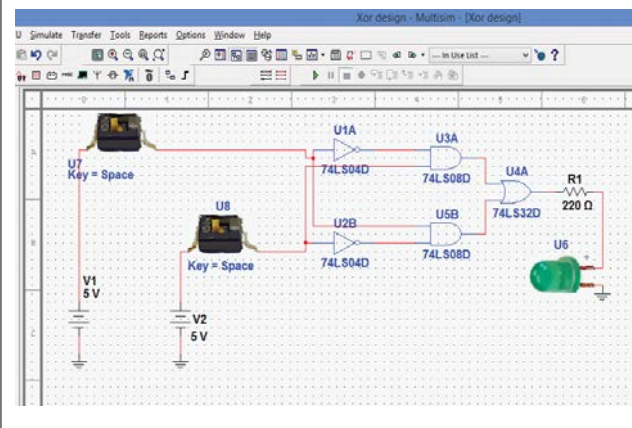 Xor design - Multisim - [Xor design]
U Simulate Transfer Tools Reports Options Window Help
--- In Use List ---
U1A
74LS04D
U3A
74LS08D
U4A
74LS32D
R1
220 Ω
U7
Key = Space
U8
Key = Space
U2B
74LS04D
U5B
74LS08D
U6
V1
5 V
V2
5 V